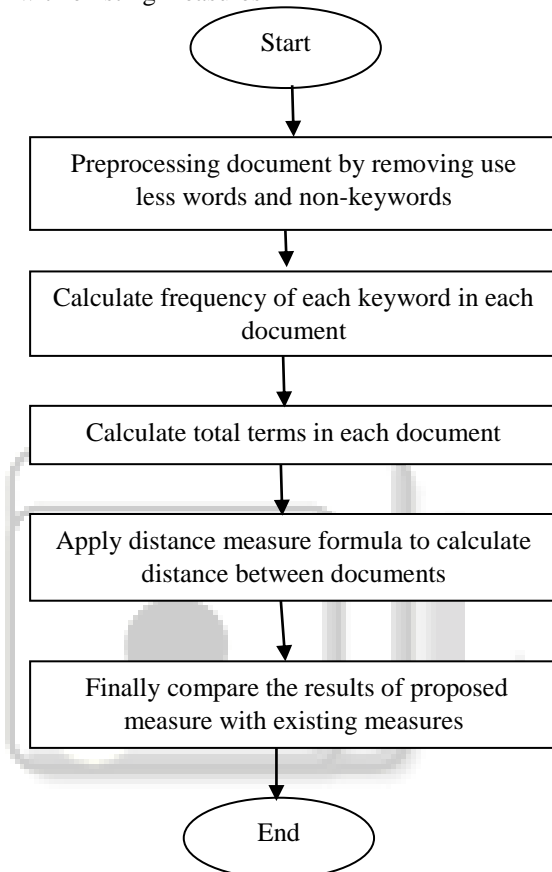 Start
Preprocessing document by removing use
less words and non-keywords
Calculate frequency of each keyword in each
document
Calculate total terms in each document
Apply distance measure formula to calculate
distance between documents
Finally compare the results of proposed
measure with existing measures
End